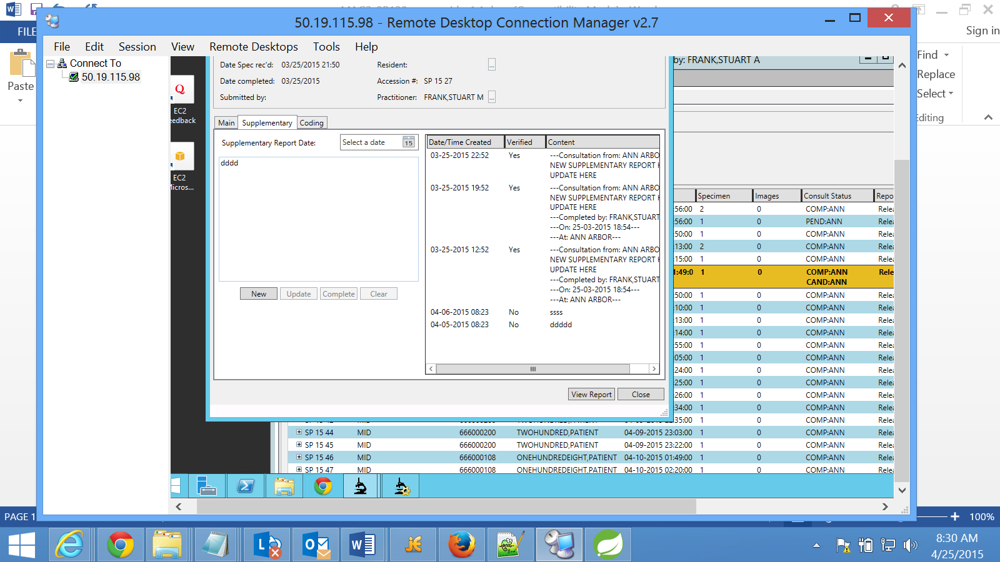 50.19.115.98 - Remote Desktop Connection Manager v2.7
Sign in
FILE
File Edit Session View Remote Desktops Tools Help
Paste
Find
Replace
Select
Editing
Connect To
50.19.115.98
EC2
Feedback
EC2
Micros...
by: FRANK,STUART A
Date Spec rec'd: 03/25/2015 21:50 Resident: ...
Date completed: 03/25/2015 Accession #: SP 15 27
Submitted by: Practitioner: FRANK,STUART M ...
Main Supplementary Coding
Supplementary Report Date: Select a date 15
dddd
New Update Complete Clear
Date/Time Created Verified Content
03-25-2015 22:52 Yes ---Consultation from: ANN ARBO
NEW SUPPLEMENTARY REPORT H
UPDATE HERE
03-25-2015 19:52 Yes ---Consultation from: ANN ARBO
NEW SUPPLEMENTARY REPORT H
UPDATE HERE
---Completed by: FRANK,STUART
---On: 25-03-2015 18:54---
---At: ANN ARBOR---
03-25-2015 12:52 Yes ---Consultation from: ANN ARBO
NEW SUPPLEMENTARY REPORT H
UPDATE HERE
---Completed by: FRANK,STUART
---On: 25-03-2015 18:54---
---At: ANN ARBOR---
04-06-2015 08:23 No ssss
04-05-2015 08:23 No ddddd
View Report Close
Specimen Images Consult Status Repo
:56:00 2 0 COMP:ANN Relea
:56:00 1 0 PEND:ANN Relea
:50:00 1 0 COMP:ANN Relea
:13:00 2 0 COMP:ANN Relea
:15:00 1 0 COMP:ANN Relea
1:49:0 1 0 COMP:ANN Rele
CAND:ANN
:50:00 1 0 COMP:ANN Relea
:10:00 1 0 COMP:ANN Relea
:13:00 1 0 COMP:ANN Relea
:14:00 1 0 COMP:ANN Relea
:55:00 1 0 COMP:ANN Relea
:05:00 1 0 COMP:ANN Relea
:24:00 1 0 COMP:ANN Relea
:25:00 1 0 COMP:ANN Relea
:26:00 1 0 COMP:ANN Relea
:34:00 1 0 COMP:ANN Relea
:35:00 1 0 COMP:ANN Relea
SP 15 44 MID 666000200 TWOHUNDRED,PATIENT 04-09-2015 23:03:00 1 0 COMP:ANN Relea
SP 15 45 MID 666000200 TWOHUNDRED,PATIENT 04-09-2015 23:22:00 1 0 COMP:ANN Relea
SP 15 46 MID 666000108 ONEHUNDREDEIGHT,PATIENT 04-10-2015 01:49:00 1 0 COMP:ANN Relea
SP 15 47 MID 666000108 ONEHUNDREDEIGHT,PATIENT 04-10-2015 02:20:00 1 0 COMP:ANN Relea
PAGE 1
100%
8:30 AM
4/25/2015